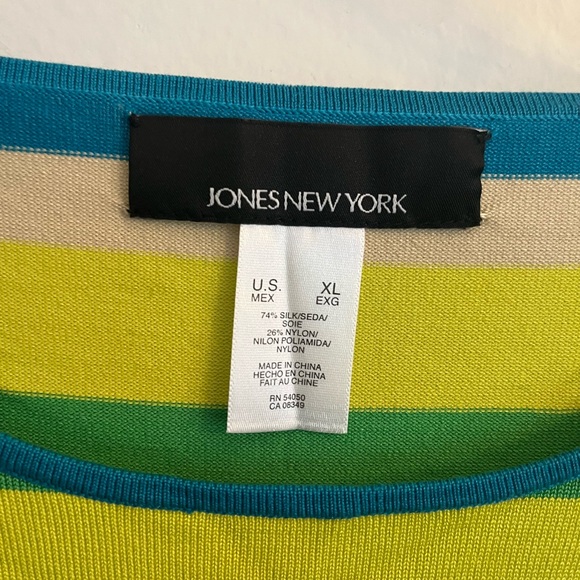 JONES NEW YORK
U.S. XL
MEX EXG
74% SILK/SEDA/
SOIE
26% NYLON/
NILON POLIAMIDA/
NYLON
MADE IN CHINA
HECHO EN CHINA
FAIT AU CHINE
RN 54050
CA 08349